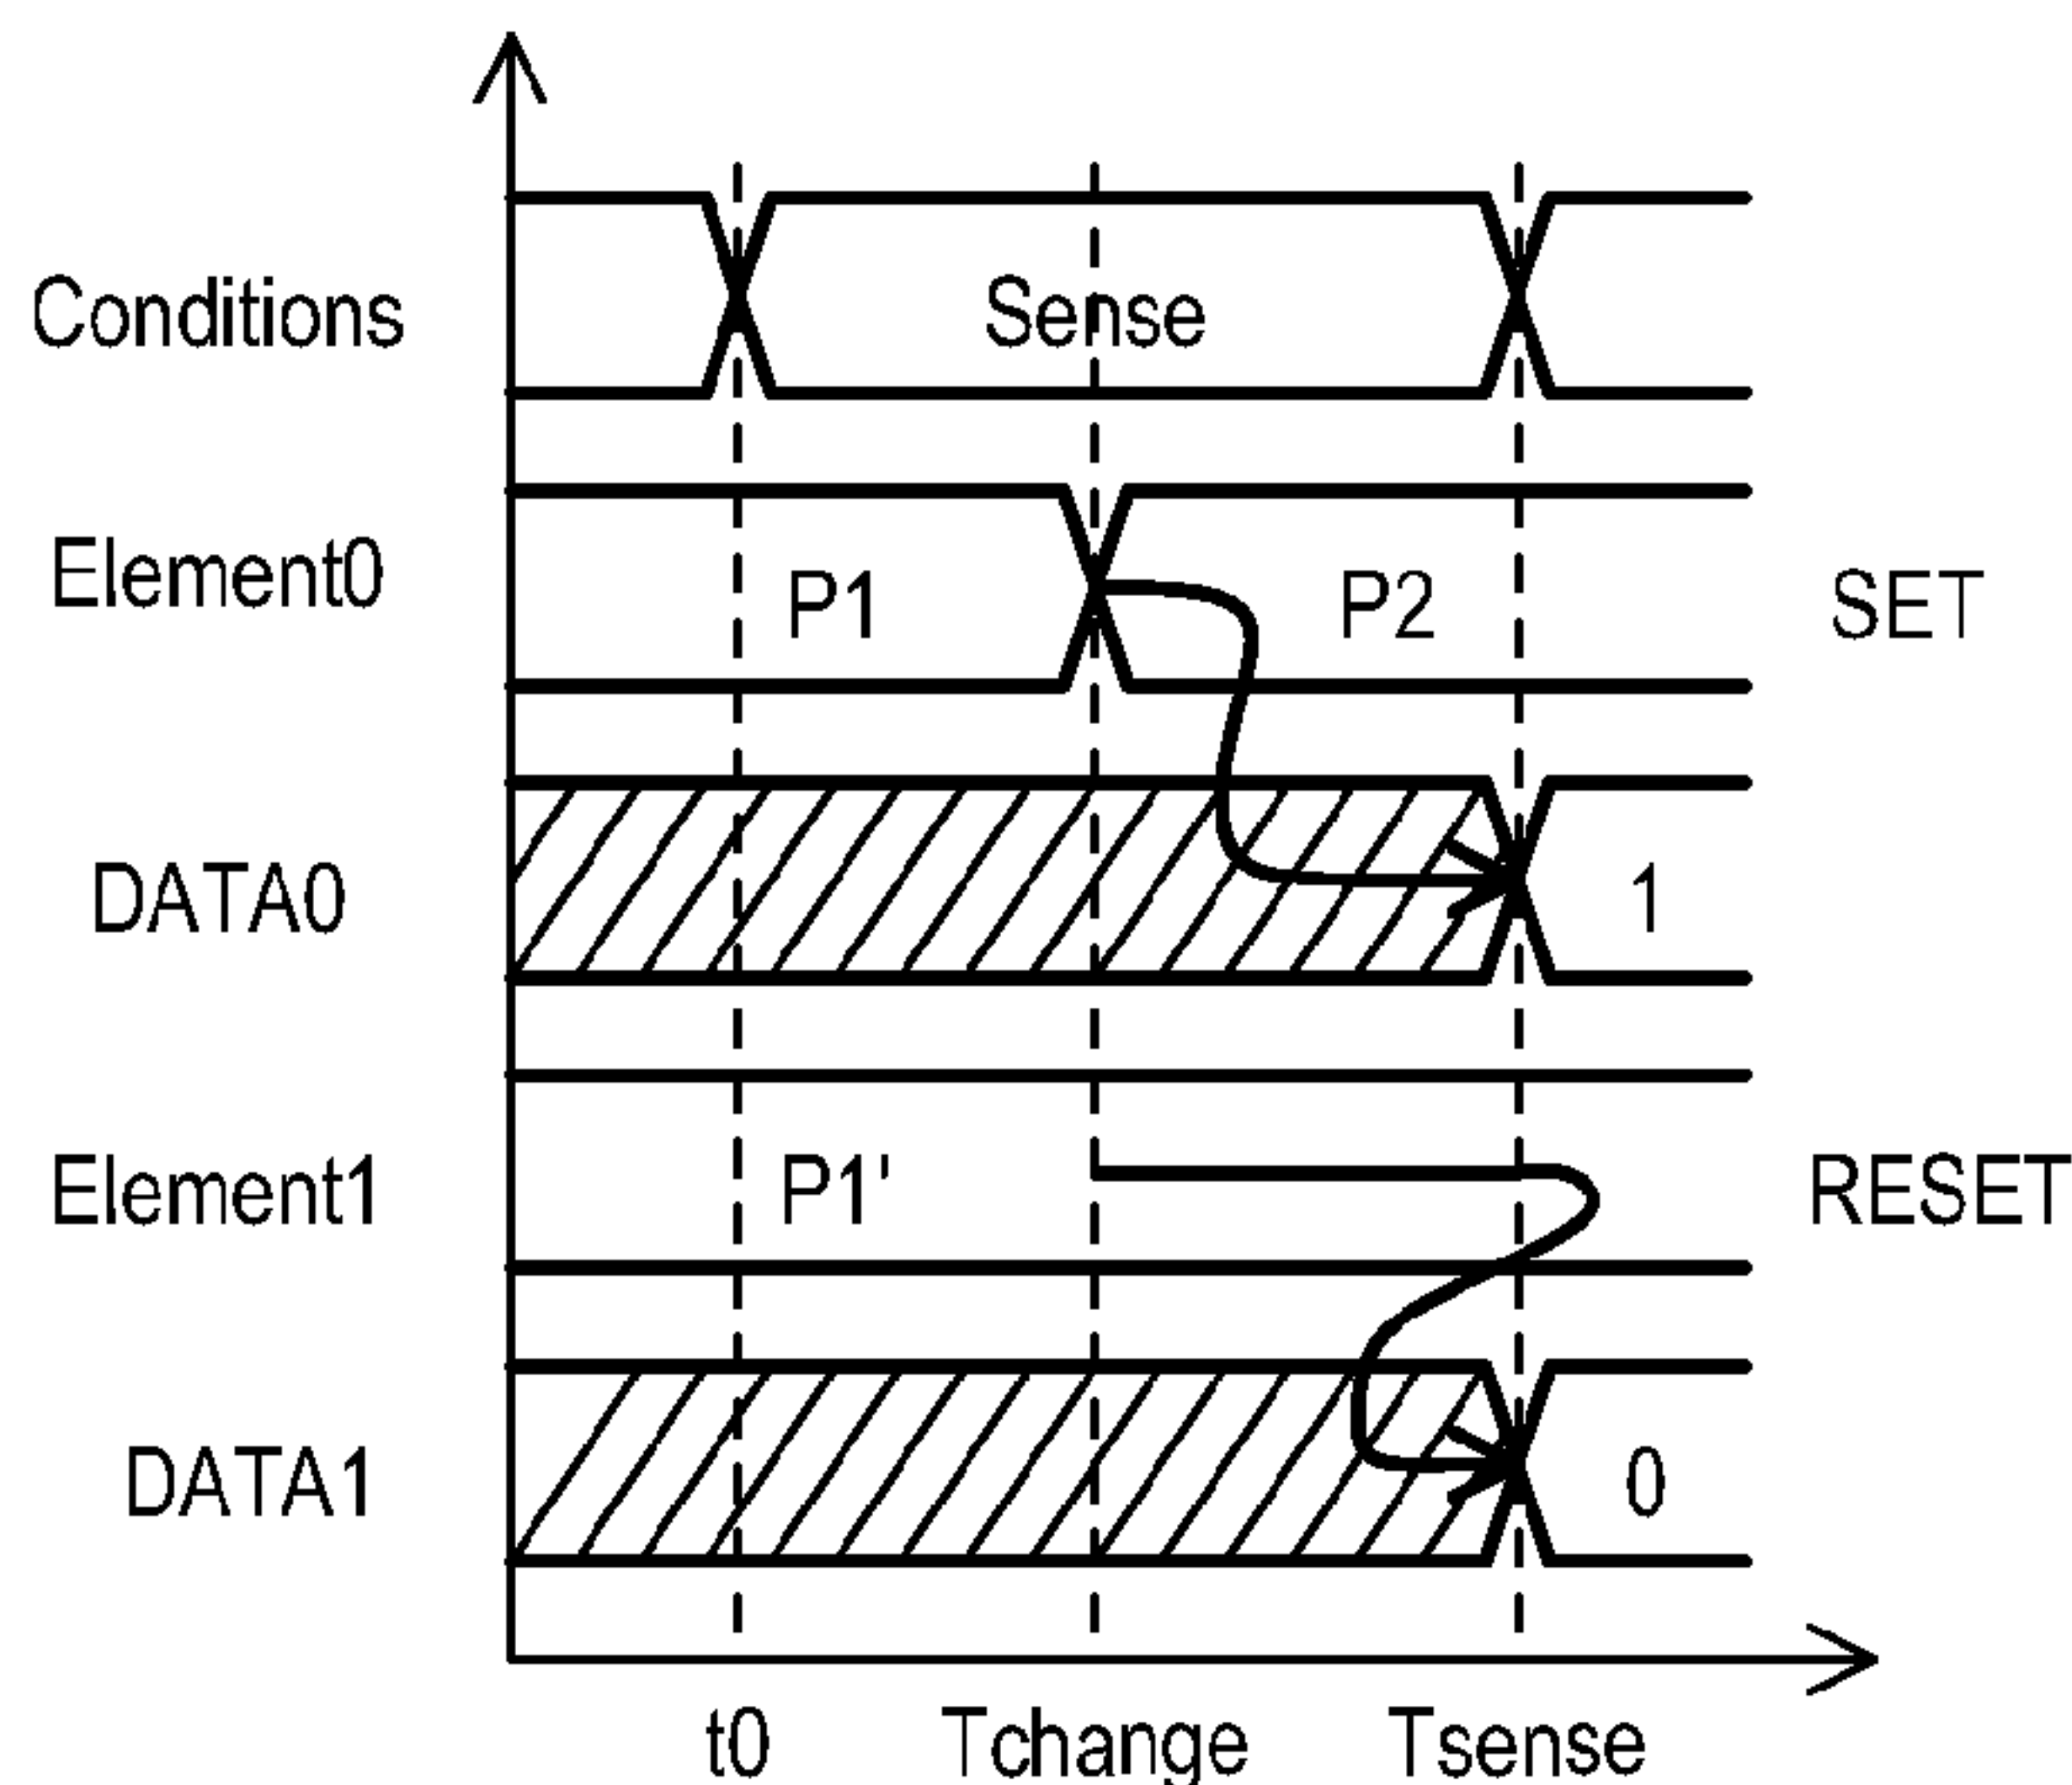 Conditions Sense
Element0 P1 P2 SET
DATA0 1
Element1 P1' RESET
DATA1 0
t0 Tchange Tsense